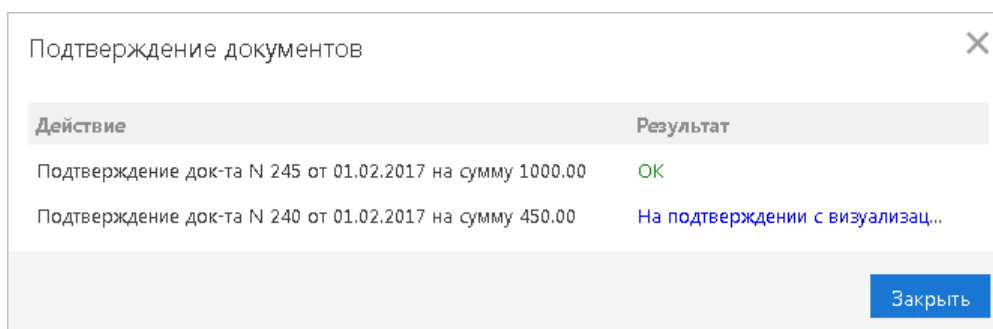 Подтверждение документов
Действие Результат
Подтверждение док-та N 245 от 01.02.2017 на сумму 1000.00 OK
Подтверждение док-та N 240 от 01.02.2017 на сумму 450.00 На подтверждении с визуализац...
Закрыть